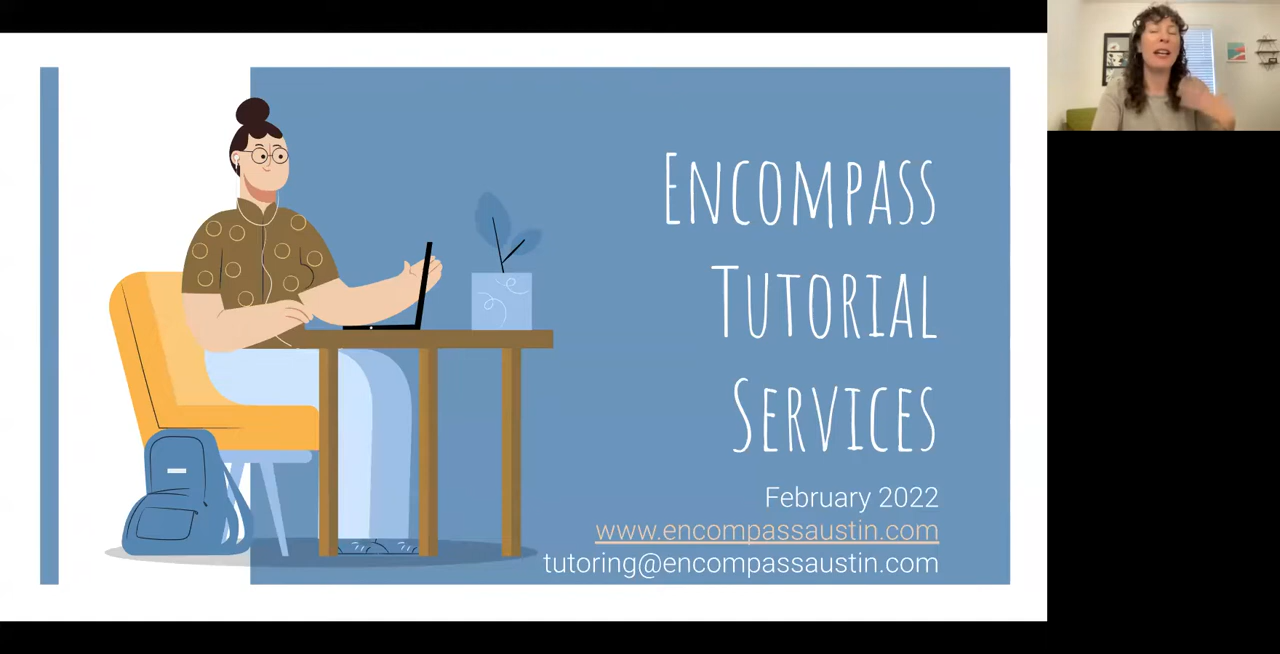 Encompass
Tutorial
Services
February 2022
www.encompassaustin.com
tutoring@encompassaustin.com